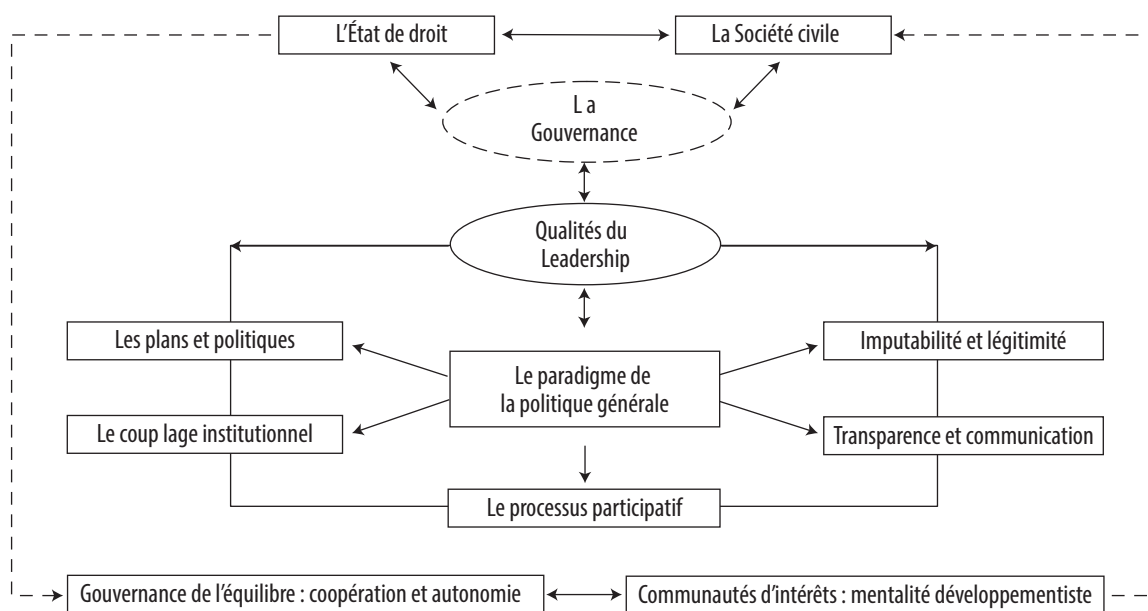 L'État de droit
La Société civile
L a
Gouvernance
Qualités du
Leadership
Les plans et politiques
Imputabilité et légitimité
Le paradigme de
la politique générale
Le coup lage institutionnel
Transparence et communication
Le processus participatif
Gouvernance de l'équilibre : coopération et autonomie
Communautés d'intérêts : mentalité développementiste